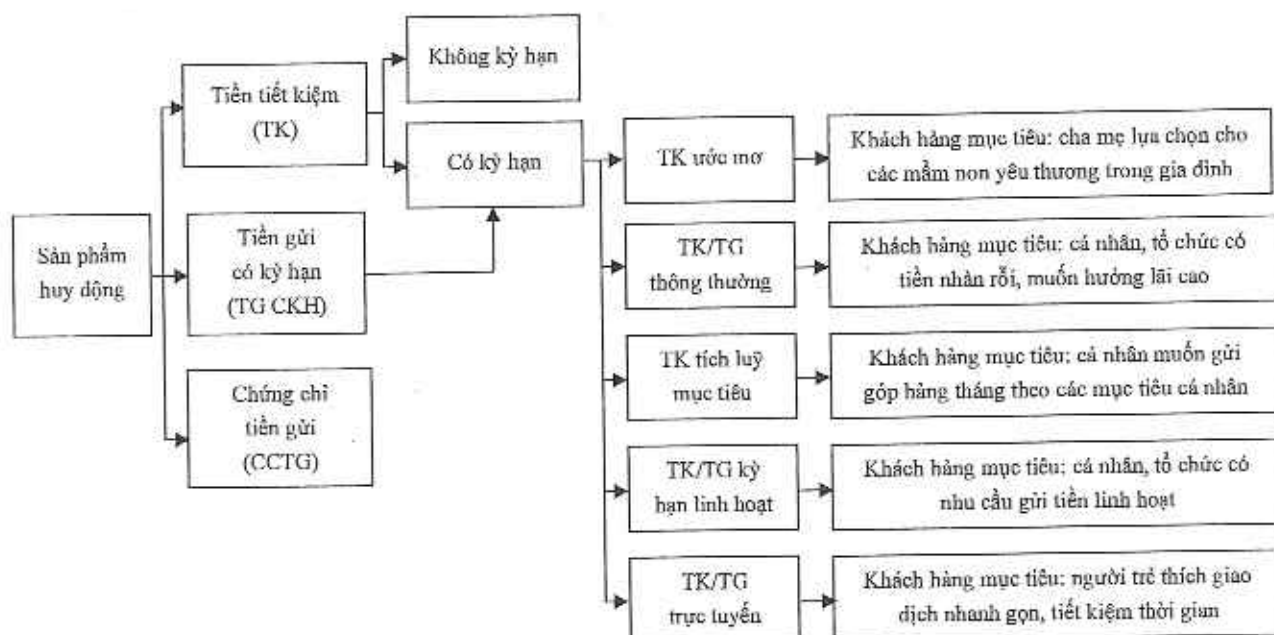 Không kỳ hạn
Tiền tiết kiệm
(TK)
Có kỳ hạn
TK ước mơ
Khách hàng mục tiêu: cha mẹ lựa chọn cho
các mầm non yêu thương trong gia đình
Sản phẩm
huy động
Tiền gửi
có kỳ hạn
(TG CKH)
TK/TG
thông thường
Khách hàng mục tiêu: cá nhân, tổ chức có
tiền nhàn rỗi, muốn hưởng lãi cao
TK tích luỹ
mục tiêu
Khách hàng mục tiêu: cá nhân muốn gửi
góp hàng tháng theo các mục tiêu cá nhân
Chứng chỉ
tiền gửi
(CCTG)
TK/TG kỳ
hạn linh hoạt
Khách hàng mục tiêu: cá nhân, tổ chức có
nhu cầu gửi tiền linh hoạt
TK/TG
trực tuyến
Khách hàng mục tiêu: người trẻ thích giao
dịch nhanh gọn, tiết kiệm thời gian